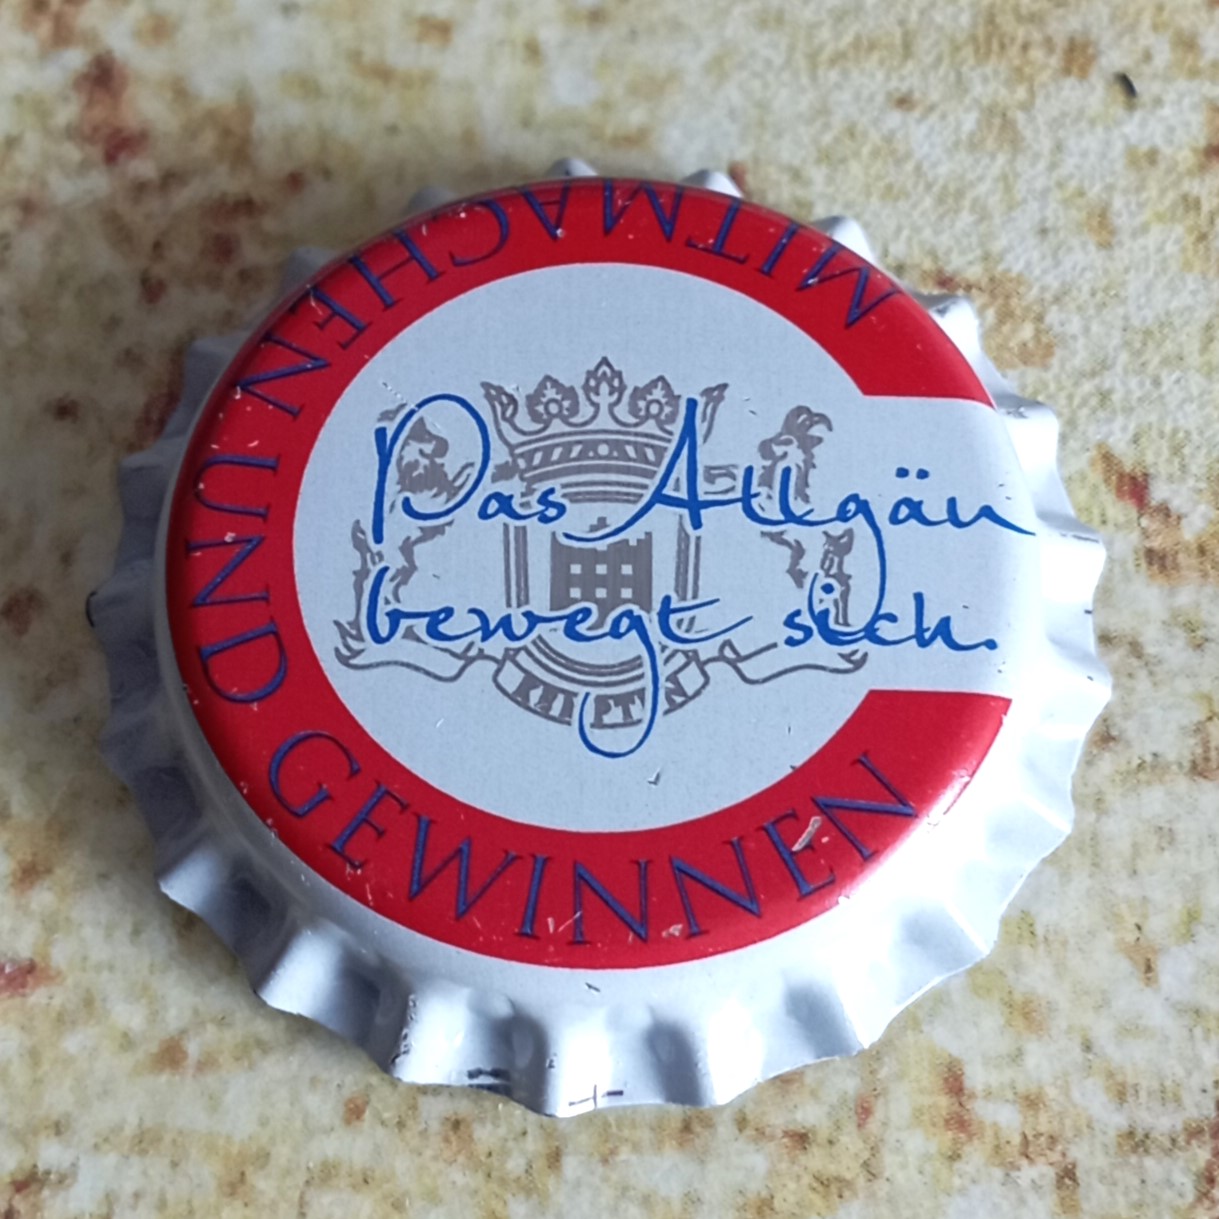 MITMACHEN UND GEWINNEN
Das Allgäu
bewegt sich.